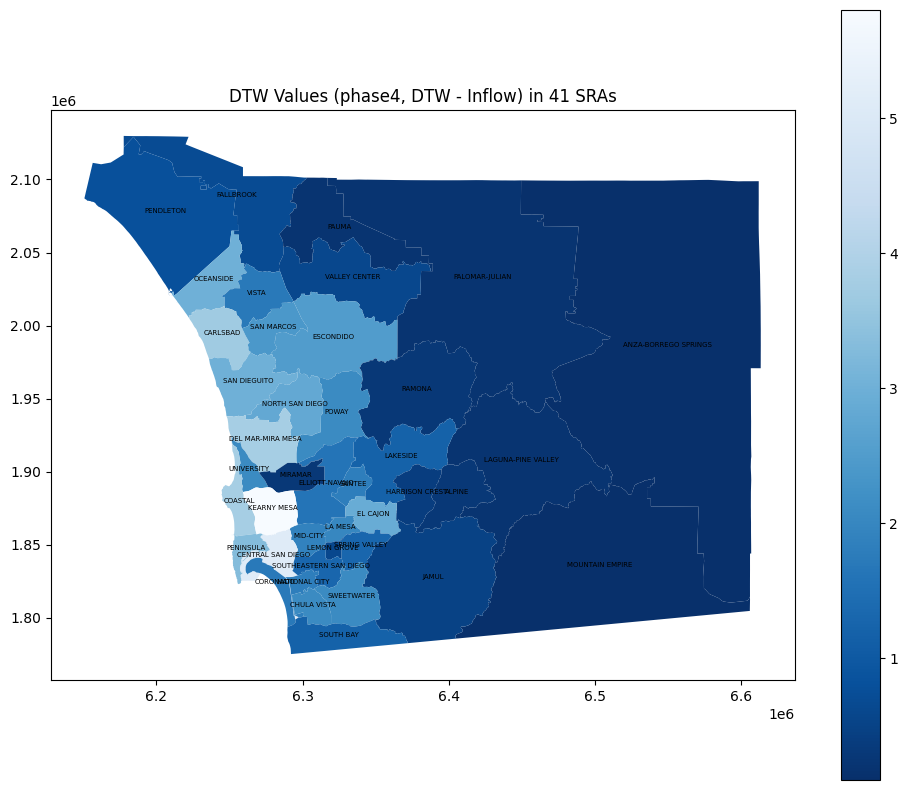 DTW Values (phase4, DTW - Inflow) in 41 SRAs
1e6
2.10
2.05
2.00
1.95
1.90
1.85
1.80
6.2
6.3
6.4
6.5
6.6
1e6
5
4
3
2
1
FALLBROOK
PENDLETON
PAUMA
OCEANSIDE
VALLEY CENTER
PALOMAR-JULIAN
VISTA
SAN MARCOS
CARLSBAD
ESCONDIDO
ANZA-BORREGO SPRINGS
SAN DIEGUITO
RAMONA
NORTH SAN DIEGO
POWAY
DEL MAR-MIRA MESA
LAKESIDE
LAGUNA-PINE VALLEY
UNIVERSITY
MIRAMAR
ELLIOTT-NAVAJO
SANTEE
HARBISON CREST
ALPINE
COASTAL
KEARNY MESA
EL CAJON
LA MESA
MID-CITY
SPRING VALLEY
PENINSULA
LEMON GROVE
CENTRAL SAN DIEGO
SOUTHEASTERN SAN DIEGO
MOUNTAIN EMPIRE
JAMUL
CORONADO
NATIONAL CITY
SWEETWATER
CHULA VISTA
SOUTH BAY